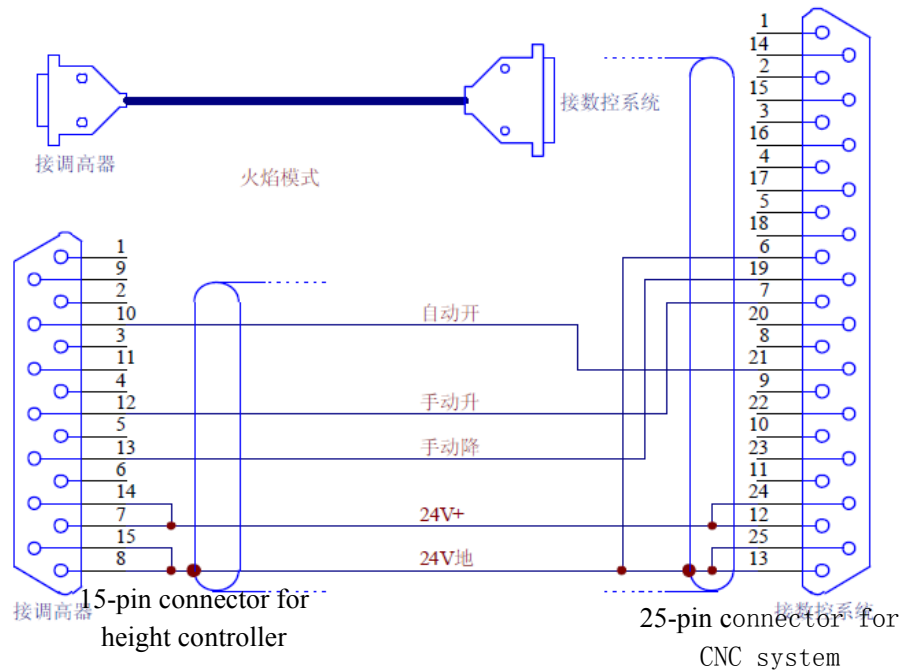 接调高器
接数控系统
火焰模式
1
9
2
10
3
11
4
12
5
13
6
14
7
15
8
自动开
手动升
手动降
24V+
24V地
1
14
2
15
3
16
4
17
5
18
6
19
7
20
8
21
9
22
10
23
11
24
12
25
13
接调高器
15-pin connector for
height controller
接数控系统
25-pin connector for
CNC system